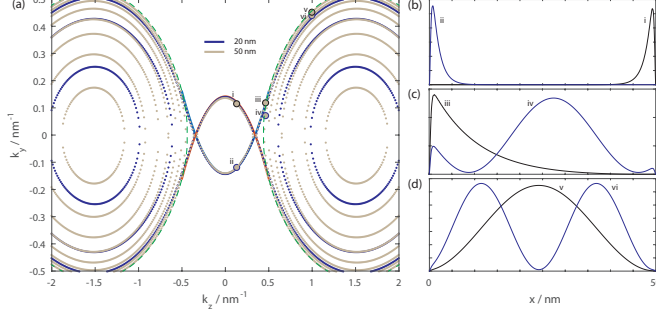 (a)
20 nm
50 nm
v
vi
i
iii
iv
ii
k_y / nm⁻¹
0.5
0.4
0.3
0.2
0.1
0
-0.1
-0.2
-0.3
-0.4
-0.5
-2
-1.5
-1
-0.5
0
0.5
1
1.5
2
k_z / nm⁻¹
(b)
ii
i
(c)
iii
iv
(d)
v
vi
0
5
x / nm